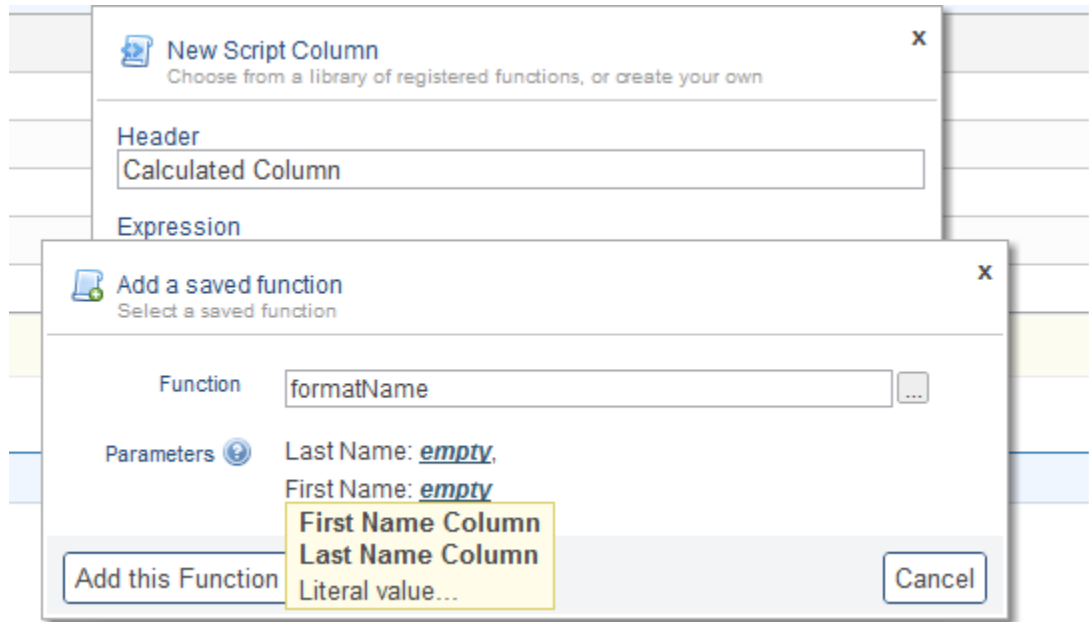 New Script Column
x
Choose from a library of registered functions, or create your own
Header
Calculated Column
Expression
Add a saved function
x
Select a saved function
Function
formatName
...
Parameters ?
Last Name: empty,
First Name: empty
First Name Column
Last Name Column
Literal value...
Add this Function
Cancel